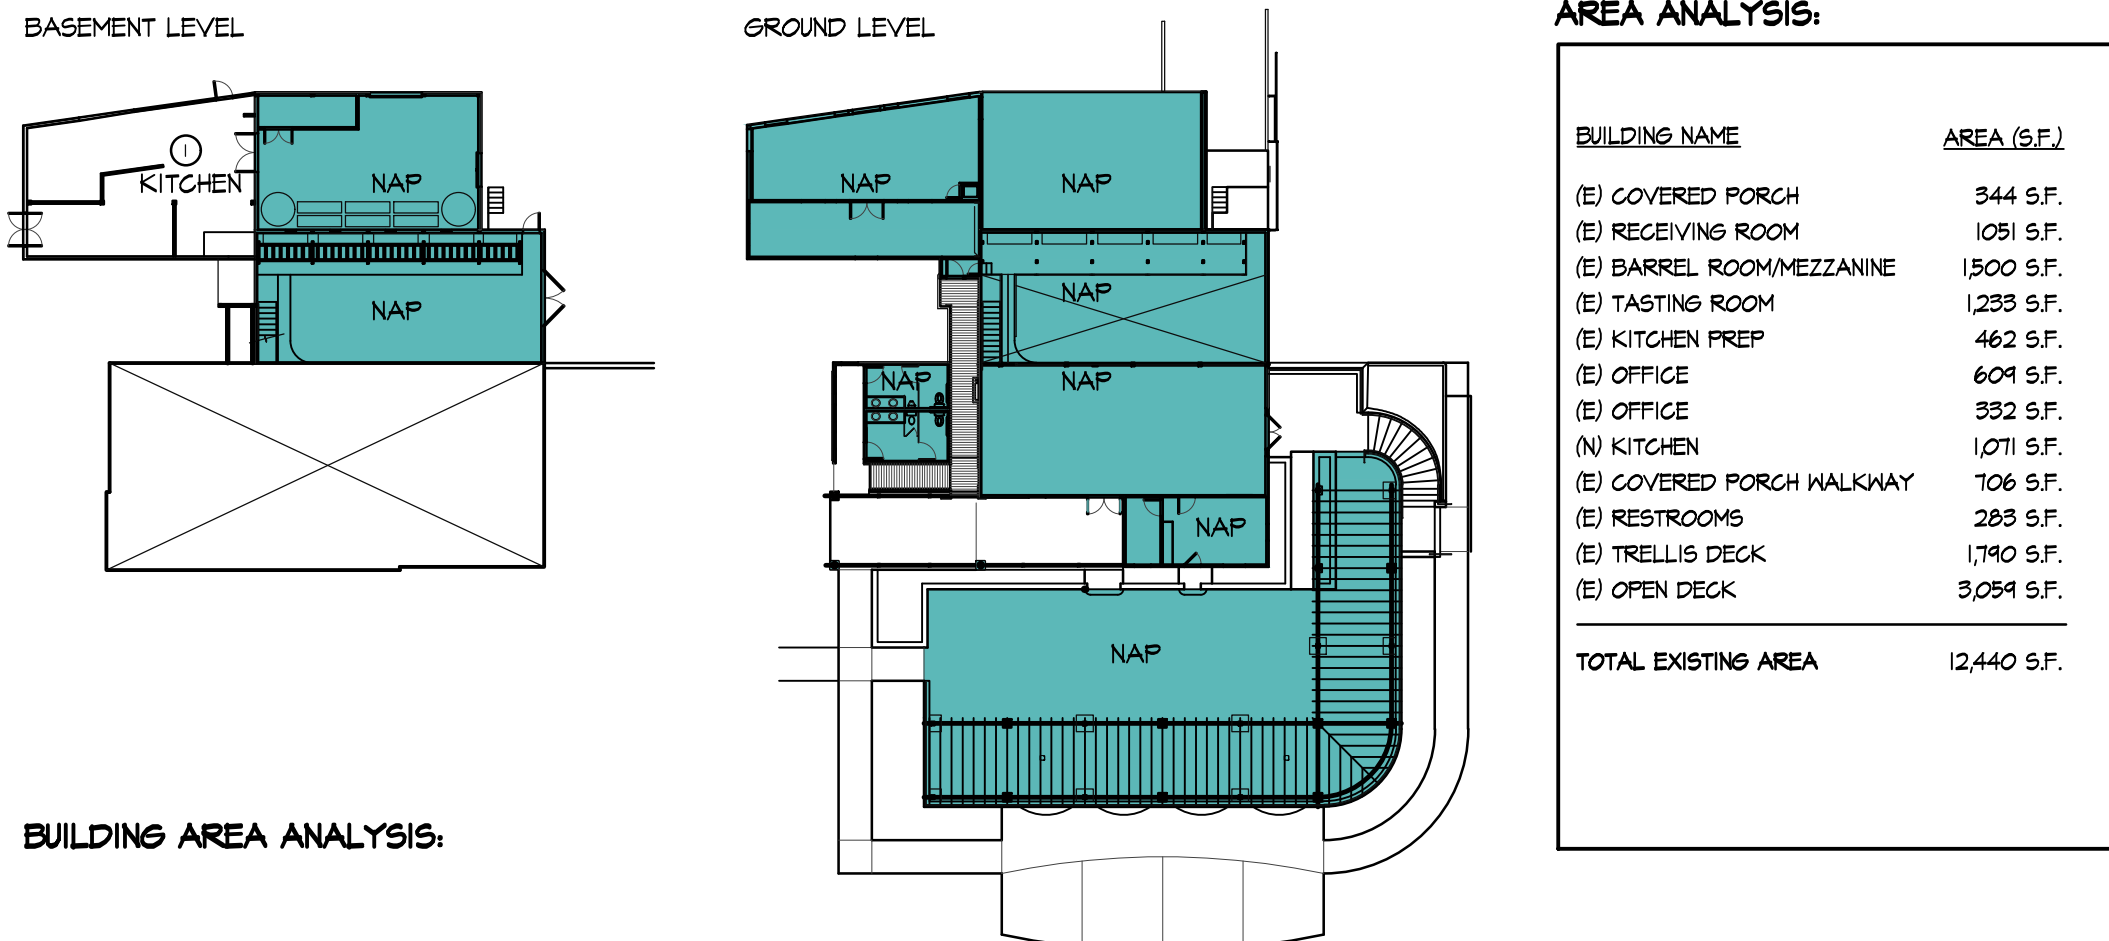 BASEMENT LEVEL
GROUND LEVEL
AREA ANALYSIS:
1
KITCHEN
NAP
NAP
NAP
NAP
NAP
NAP
NAP
NAP
NAP
BUILDING NAME AREA (S.F.)
(E) COVERED PORCH 344 S.F.
(E) RECEIVING ROOM 1051 S.F.
(E) BARREL ROOM/MEZZANINE 1,500 S.F.
(E) TASTING ROOM 1,233 S.F.
(E) KITCHEN PREP 462 S.F.
(E) OFFICE 609 S.F.
(E) OFFICE 332 S.F.
(N) KITCHEN 1,071 S.F.
(E) COVERED PORCH WALKWAY 706 S.F.
(E) RESTROOMS 283 S.F.
(E) TRELLIS DECK 1,790 S.F.
(E) OPEN DECK 3,059 S.F.
TOTAL EXISTING AREA 12,440 S.F.
BUILDING AREA ANALYSIS: